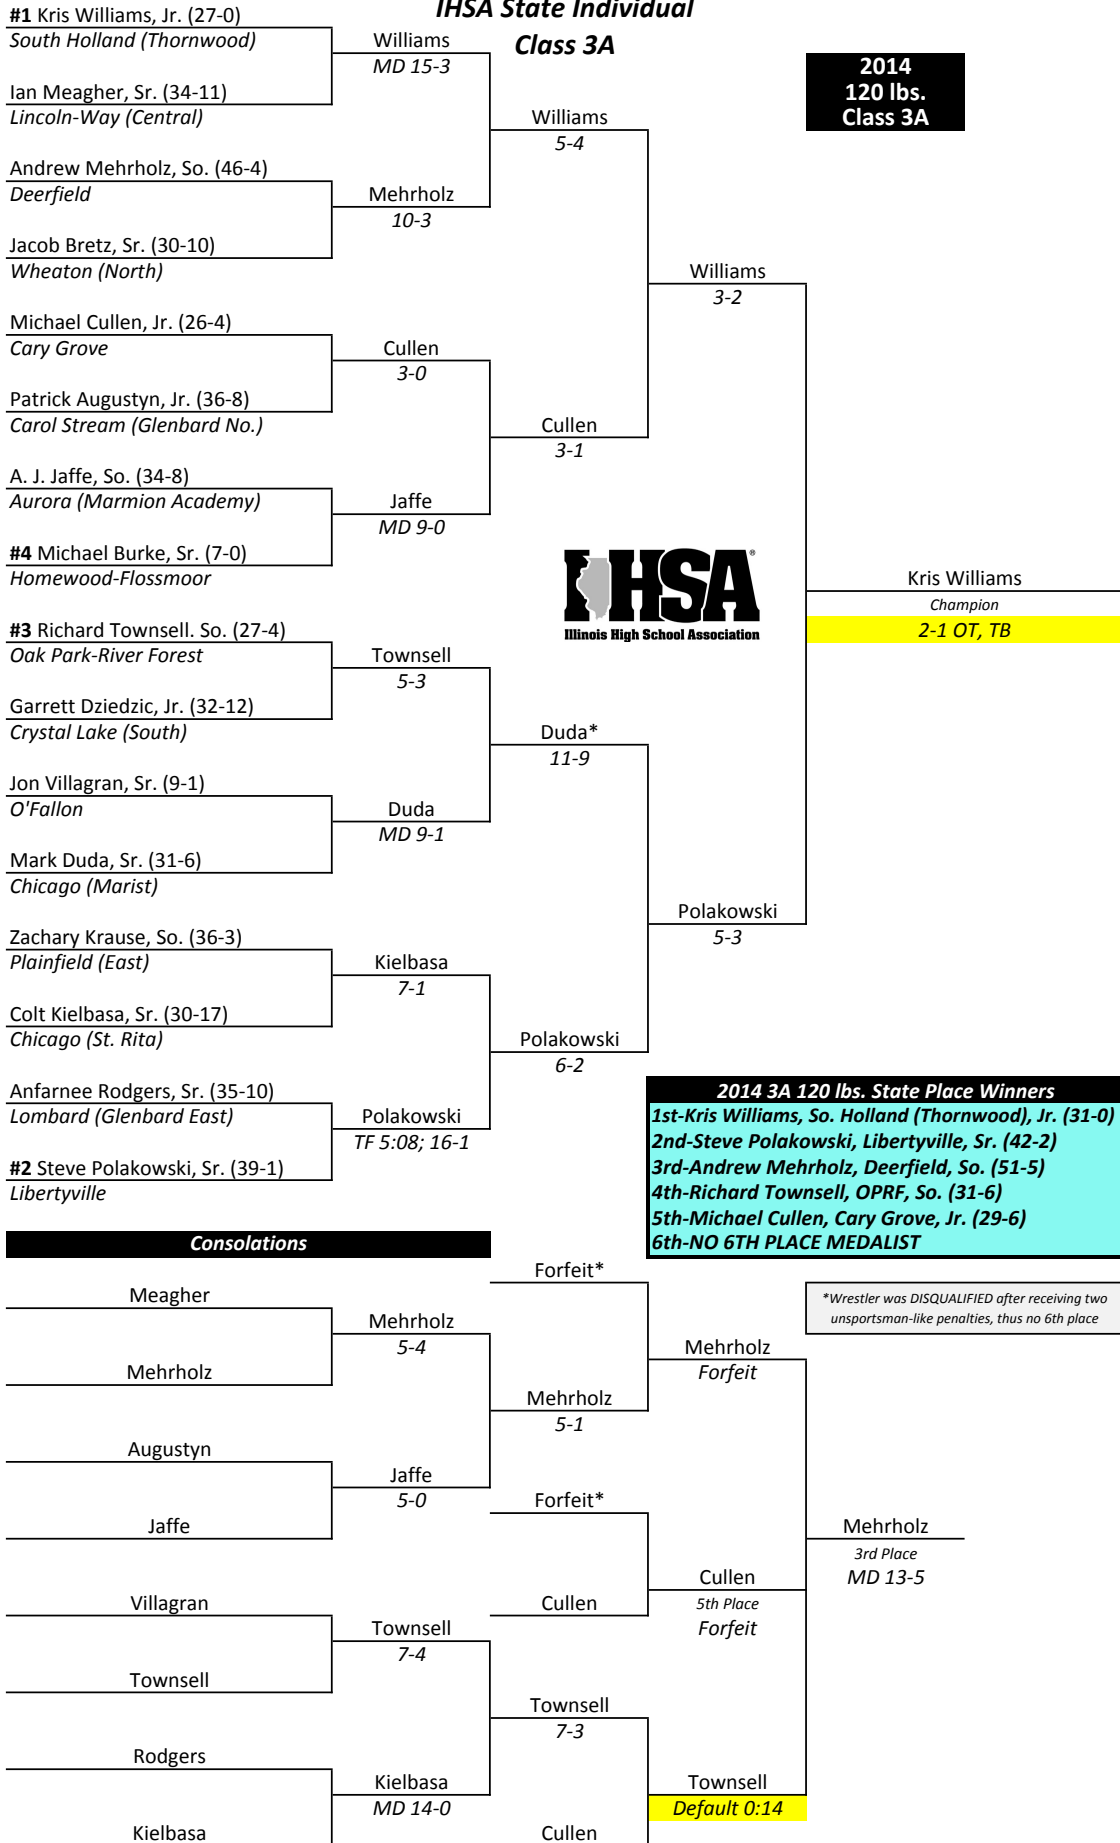 IHSA State Individual
Class 3A
2014
120 lbs.
Class 3A
#1 Kris Williams, Jr. (27-0)
South Holland (Thornwood)
Williams
MD 15-3
Ian Meagher, Sr. (34-11)
Lincoln-Way (Central)
Williams
5-4
Andrew Mehrholz, So. (46-4)
Deerfield
Mehrholz
10-3
Jacob Bretz, Sr. (30-10)
Wheaton (North)
Williams
3-2
Michael Cullen, Jr. (26-4)
Cary Grove
Cullen
3-0
Patrick Augustyn, Jr. (36-8)
Carol Stream (Glenbard No.)
Cullen
3-1
A. J. Jaffe, So. (34-8)
Aurora (Marmion Academy)
Jaffe
MD 9-0
#4 Michael Burke, Sr. (7-0)
Homewood-Flossmoor
IHSA®
Illinois High School Association
Kris Williams
Champion
2-1 OT, TB
#3 Richard Townsell. So. (27-4)
Oak Park-River Forest
Townsell
5-3
Garrett Dziedzic, Jr. (32-12)
Crystal Lake (South)
Duda*
11-9
Jon Villagran, Sr. (9-1)
O'Fallon
Duda
MD 9-1
Mark Duda, Sr. (31-6)
Chicago (Marist)
Polakowski
5-3
Zachary Krause, So. (36-3)
Plainfield (East)
Kielbasa
7-1
Colt Kielbasa, Sr. (30-17)
Chicago (St. Rita)
Polakowski
6-2
Anfarnee Rodgers, Sr. (35-10)
Lombard (Glenbard East)
Polakowski
TF 5:08; 16-1
#2 Steve Polakowski, Sr. (39-1)
Libertyville
2014 3A 120 lbs. State Place Winners
1st-Kris Williams, So. Holland (Thornwood), Jr. (31-0)
2nd-Steve Polakowski, Libertyville, Sr. (42-2)
3rd-Andrew Mehrholz, Deerfield, So. (51-5)
4th-Richard Townsell, OPRF, So. (31-6)
5th-Michael Cullen, Cary Grove, Jr. (29-6)
6th-NO 6TH PLACE MEDALIST
Consolations
Forfeit*
*Wrestler was DISQUALIFIED after receiving two
unsportsman-like penalties, thus no 6th place
Meagher
Mehrholz
5-4
Mehrholz
Forfeit
Mehrholz
Mehrholz
5-1
Augustyn
Jaffe
5-0
Forfeit*
Jaffe
Mehrholz
3rd Place
MD 13-5
Cullen
5th Place
Forfeit
Villagran
Cullen
Townsell
7-4
Townsell
Townsell
7-3
Rodgers
Kielbasa
MD 14-0
Townsell
Default 0:14
Kielbasa
Cullen